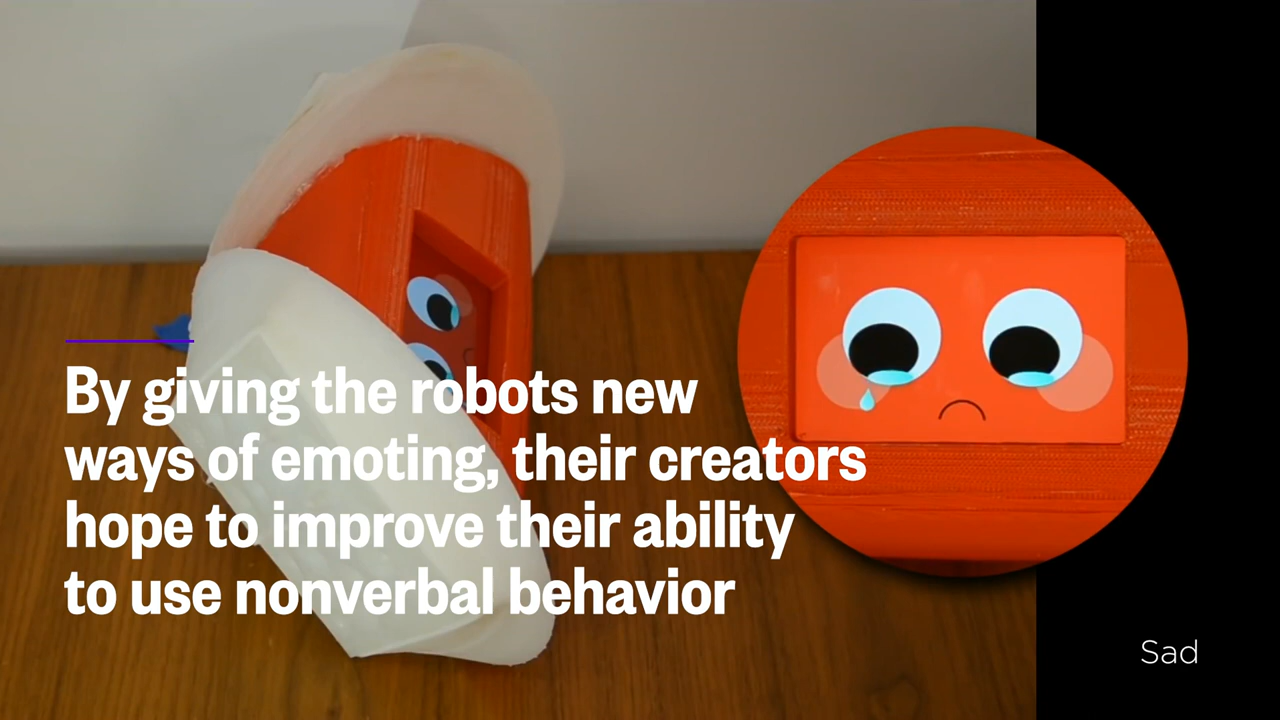 By giving the robots new
ways of emoting, their creators
hope to improve their ability
to use nonverbal behavior
Sad